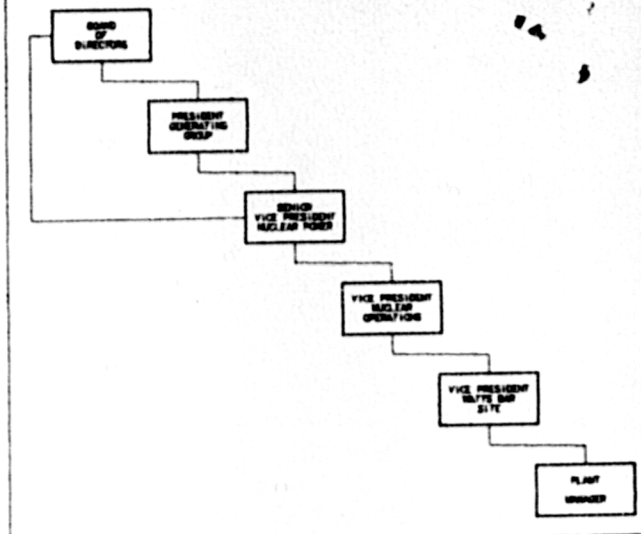 BOARD
OF
DIRECTORS
PRESIDENT
GENERATING
GROUP
SENIOR
VICE PRESIDENT
NUCLEAR POWER
VICE PRESIDENT
NUCLEAR
OPERATIONS
VICE PRESIDENT
WATTS BAR
SITE
PLANT
MANAGER